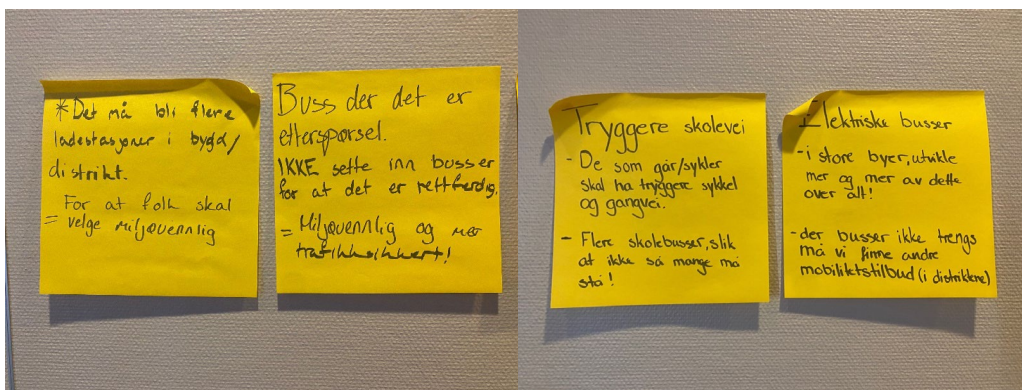 * Det må bli flere
ladestasjoner i bygd/
distrikt.
For at folk skal
= velge miljøvennlig
Buss der det er
etterspørsel.
IKKE sette inn busser
for at det er rettferdig.
= Miljøvennlig og mer
trafikksikkert!
Tryggere skolevei
- De som går/sykler
skal ha tryggere sykkel
og gangvei.
- Flere skolebusser, slik
at ikke så mange må
stå!
Elektriske busser
- i store byer, utvikle
mer og mer av dette
over alt!
- der busser ikke trengs
må vi finne andre
mobilitetstilbud (i distriktene)